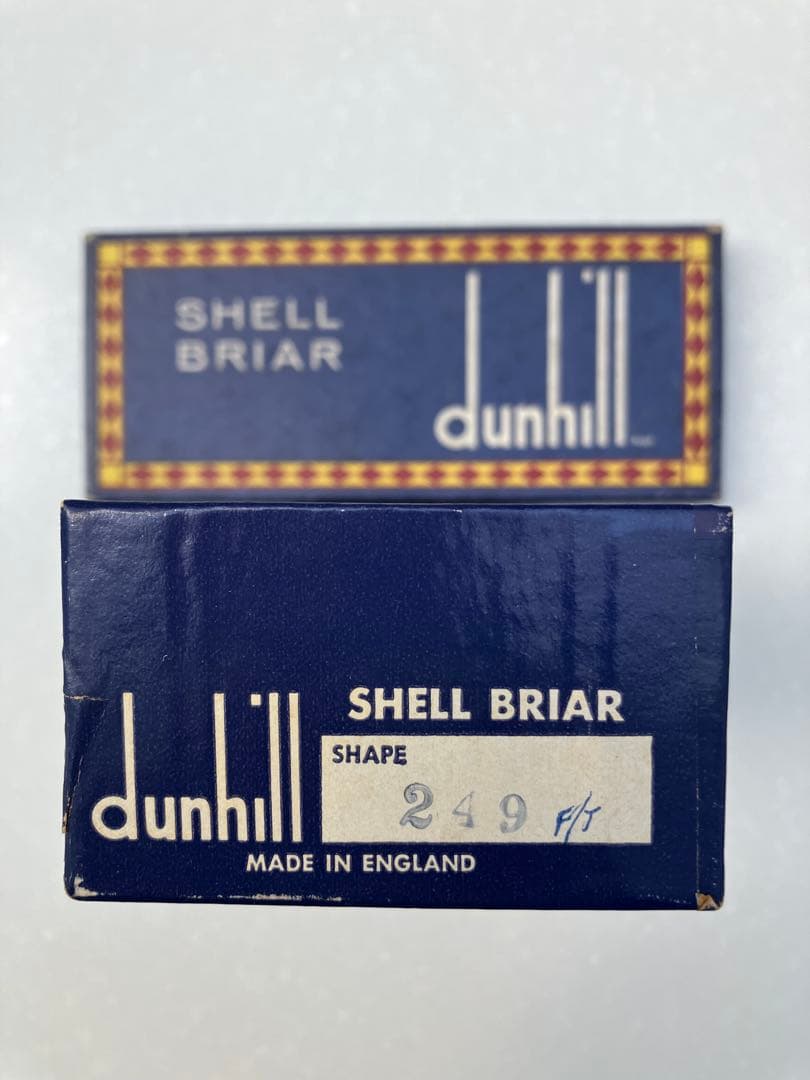 SHELL
BRIAR
dunhill
SHELL BRIAR
SHAPE
249 F/T
dunhill
MADE IN ENGLAND